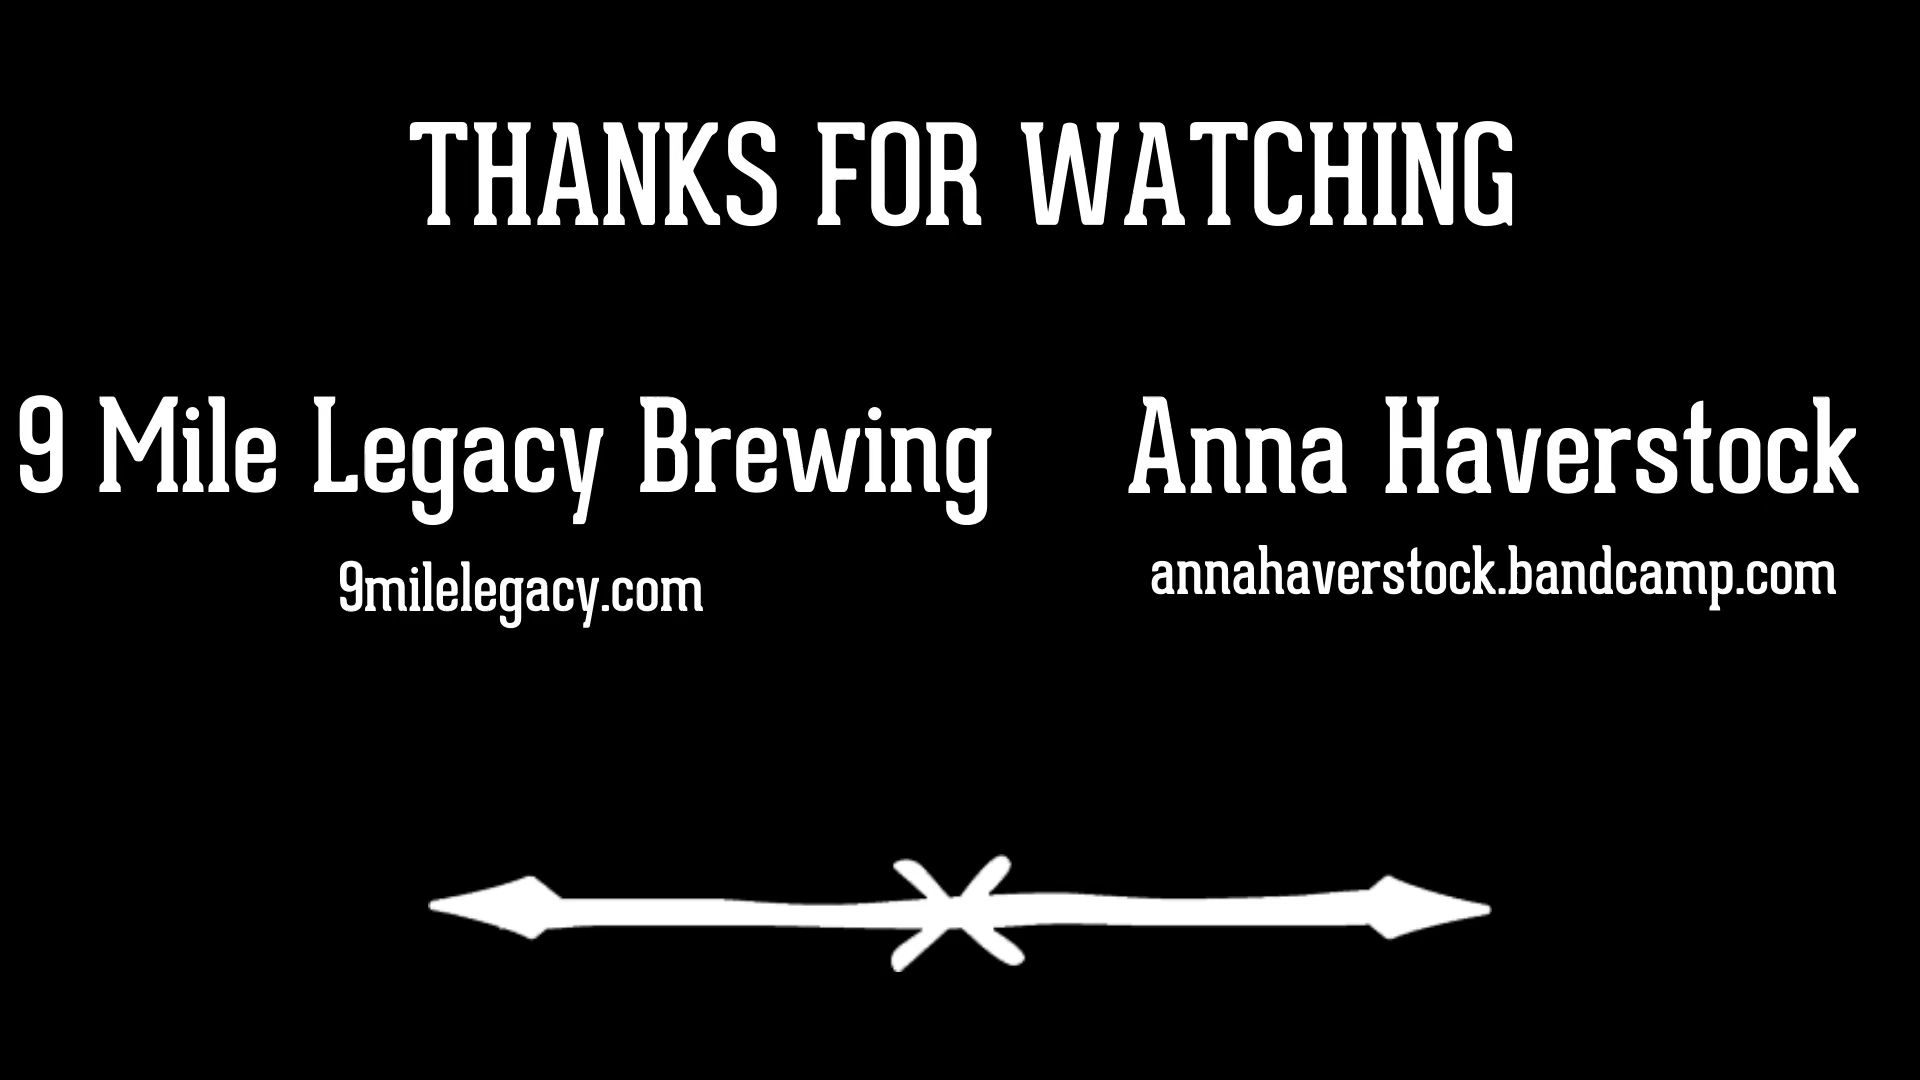 THANKS FOR WATCHING
9 Mile Legacy Brewing
9milelegacy.com
Anna Haverstock
annahaverstock.bandcamp.com